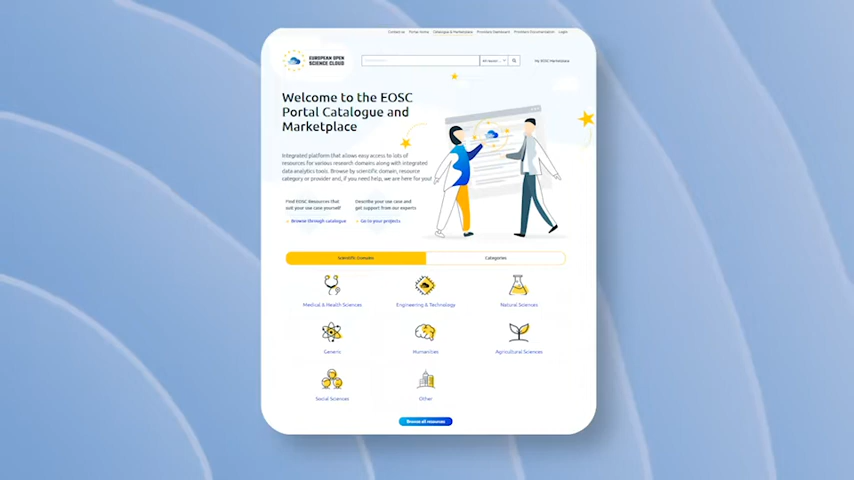 Contact us Portal Home Catalogue & Marketplace Providers Dashboard Providers Documentation Login
EUROPEAN OPEN
SCIENCE CLOUD
My EOSC Marketplace
Welcome to the EOSC
Portal Catalogue and
Marketplace
Integrated platform that allows easy access to lots of
resources for various research domains along with integrated
data analytics tools. Browse by scientific domain, resource
category or provider and, if you need help, we are here for you!
Find EOSC Resources that
suit your use case yourself
Describe your use case and
get support from our experts
Browse through catalogue
Go to your projects
Scientific Domains
Categories
Medical & Health Sciences
Engineering & Technology
Natural Sciences
Generic
Humanities
Agricultural Sciences
Social Sciences
Other
Browse all resources